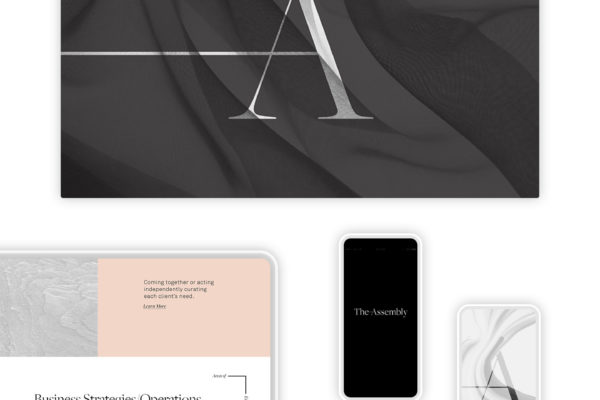 A
Coming together or acting
independently curating
each client's need.
Learn More
The Assembly
Areas of
Business Strategies/Operations
A